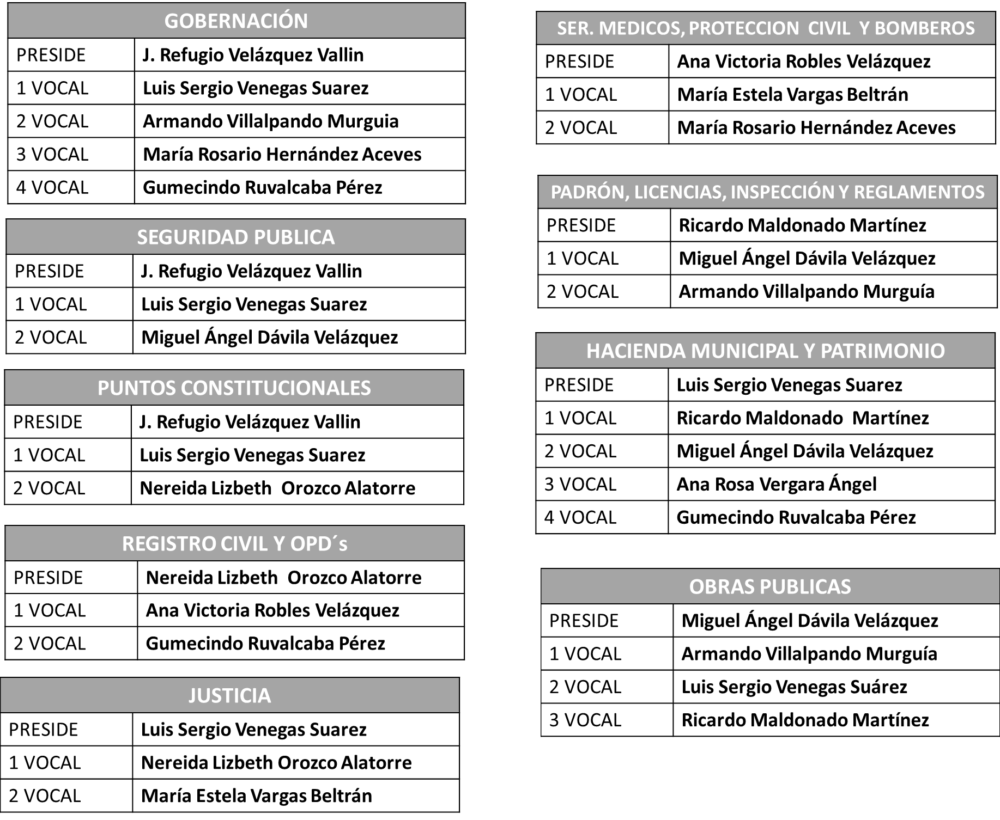 GOBERNACIÓN
PRESIDE J. Refugio Velázquez Vallin
1 VOCAL Luis Sergio Venegas Suarez
2 VOCAL Armando Villalpando Murguia
3 VOCAL María Rosario Hernández Aceves
4 VOCAL Gumecindo Ruvalcaba Pérez
SEGURIDAD PUBLICA
PRESIDE J. Refugio Velázquez Vallin
1 VOCAL Luis Sergio Venegas Suarez
2 VOCAL Miguel Ángel Dávila Velázquez
PUNTOS CONSTITUCIONALES
PRESIDE J. Refugio Velázquez Vallin
1 VOCAL Luis Sergio Venegas Suarez
2 VOCAL Nereida Lizbeth Orozco Alatorre
REGISTRO CIVIL Y OPD´s
PRESIDE Nereida Lizbeth Orozco Alatorre
1 VOCAL Ana Victoria Robles Velázquez
2 VOCAL Gumecindo Ruvalcaba Pérez
JUSTICIA
PRESIDE Luis Sergio Venegas Suarez
1 VOCAL Nereida Lizbeth Orozco Alatorre
2 VOCAL María Estela Vargas Beltrán
SER. MEDICOS, PROTECCION CIVIL Y BOMBEROS
PRESIDE Ana Victoria Robles Velázquez
1 VOCAL María Estela Vargas Beltrán
2 VOCAL María Rosario Hernández Aceves
PADRÓN, LICENCIAS, INSPECCIÓN Y REGLAMENTOS
PRESIDE Ricardo Maldonado Martínez
1 VOCAL Miguel Ángel Dávila Velázquez
2 VOCAL Armando Villalpando Murguía
HACIENDA MUNICIPAL Y PATRIMONIO
PRESIDE Luis Sergio Venegas Suarez
1 VOCAL Ricardo Maldonado Martínez
2 VOCAL Miguel Ángel Dávila Velázquez
3 VOCAL Ana Rosa Vergara Ángel
4 VOCAL Gumecindo Ruvalcaba Pérez
OBRAS PUBLICAS
PRESIDE Miguel Ángel Dávila Velázquez
1 VOCAL Armando Villalpando Murguía
2 VOCAL Luis Sergio Venegas Suárez
3 VOCAL Ricardo Maldonado Martínez